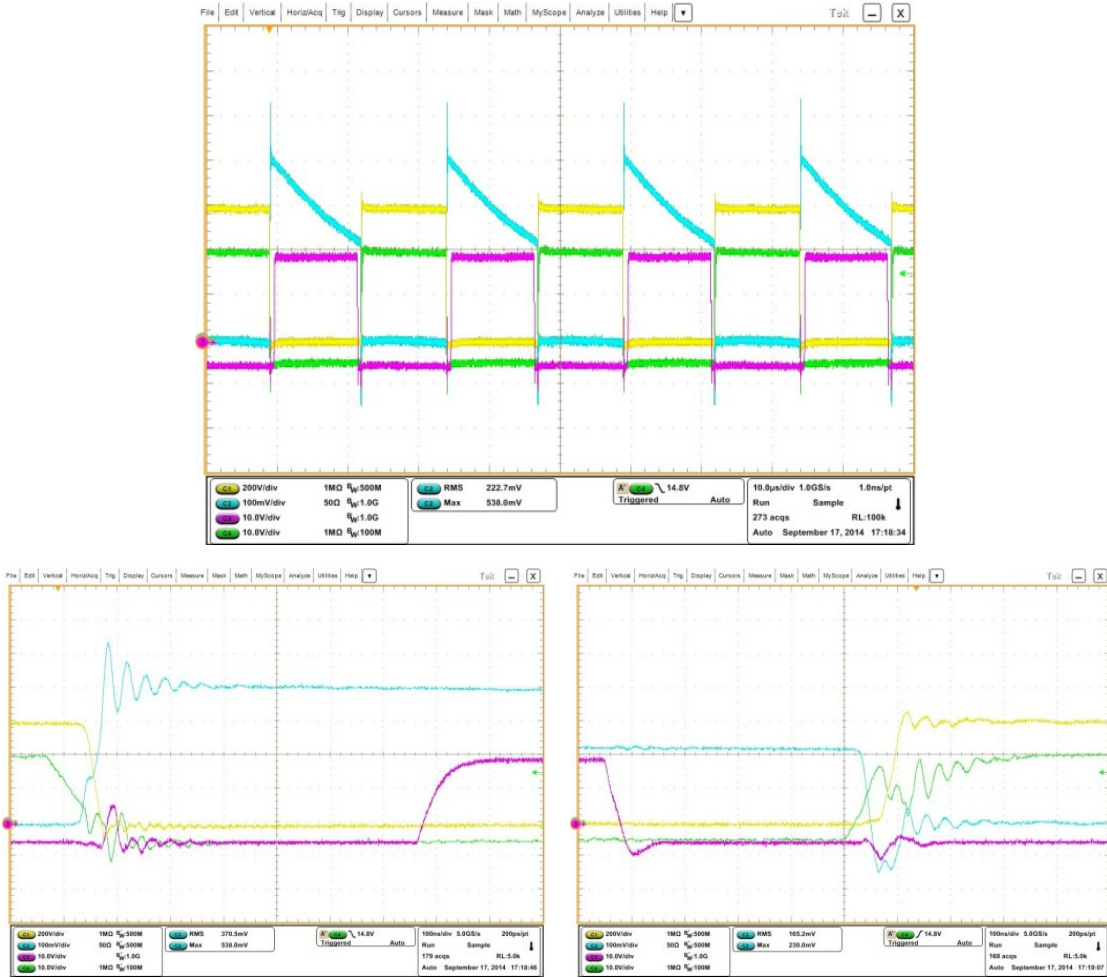 File Edit Vertical Horiz/Acq Trig Display Cursors Measure Mask Math MyScope Analyze Utilities Help Tek X
C1 200V/div 1MΩ BW:500M
C2 100mV/div 50Ω BW:1.0G
C3 10.0V/div BW:1.0G
C4 10.0V/div 1MΩ BW:100M
C2 RMS 222.7mV
C2 Max 538.0mV
A' C4 14.8V
Triggered Auto
10.0µs/div 1.0GS/s 1.0ns/pt
Run Sample
273 acqs RL:100k
Auto September 17, 2014 17:18:34
File Edit Vertical Horiz/Acq Trig Display Cursors Measure Mask Math MyScope Analyze Utilities Help Tek X
C1 200V/div 1MΩ BW:500M
C2 100mV/div 50Ω BW:500M
C3 10.0V/div BW:1.0G
C4 10.0V/div 1MΩ BW:100M
C2 RMS 370.5mV
C2 Max 538.0mV
A' C4 14.8V
Triggered Auto
100ns/div 5.0GS/s 200ps/pt
Run Sample
179 acqs RL:5.0k
Auto September 17, 2014 17:18:46
File Edit Vertical Horiz/Acq Trig Display Cursors Measure Mask Math MyScope Analyze Utilities Help Tek X
C1 200V/div 1MΩ BW:500M
C2 100mV/div 50Ω BW:500M
C3 10.0V/div BW:1.0G
C4 10.0V/div 1MΩ BW:100M
C2 RMS 165.2mV
C2 Max 230.0mV
A' C4 14.8V
Triggered Auto
100ns/div 5.0GS/s 200ps/pt
Run Sample
168 acqs RL:5.0k
Auto September 17, 2014 17:19:07